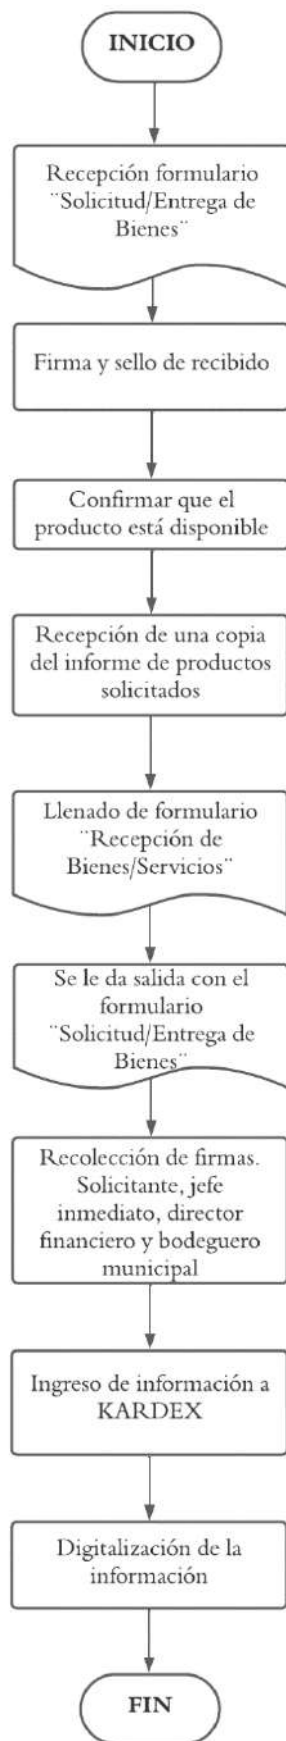 INICIO
Recepción formulario
¨Solicitud/Entrega de
Bienes¨
Firma y sello de recibido
Confirmar que el
producto está disponible
Recepción de una copia
del informe de productos
solicitados
Llenado de formulario
¨Recepción de
Bienes/Servicios¨
Se le da salida con el
formulario
¨Solicitud/Entrega de
Bienes¨
Recolección de firmas.
Solicitante, jefe
inmediato, director
financiero y bodeguero
municipal
Ingreso de información a
KARDEX
Digitalización de la
información
FIN